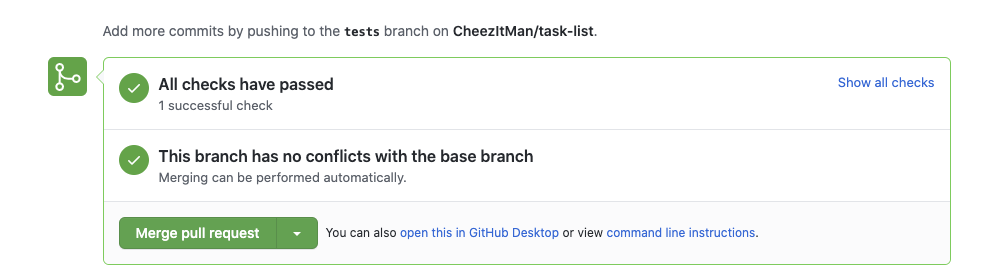 Add more commits by pushing to the tests branch on CheezItMan/task-list.
All checks have passed
Show all checks
1 successful check
This branch has no conflicts with the base branch
Merging can be performed automatically.
Merge pull request
You can also open this in GitHub Desktop or view command line instructions.